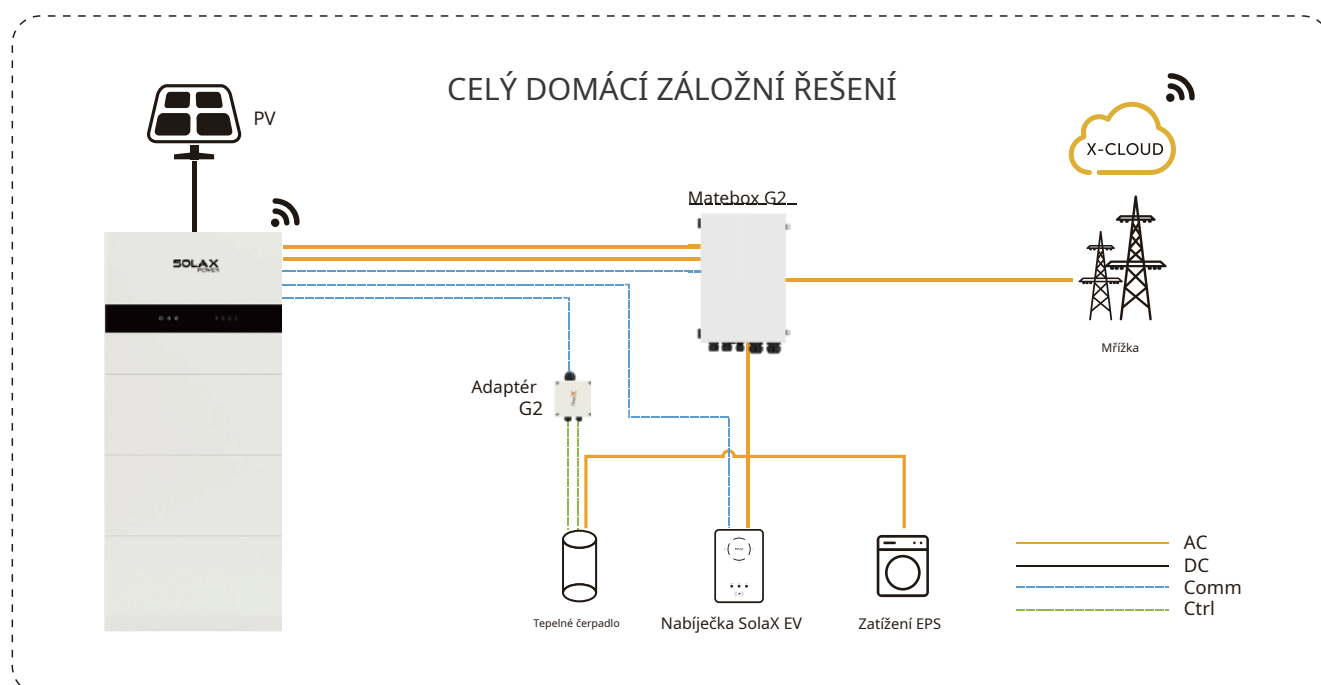 CELÝ DOMÁCÍ ZÁLOŽNÍ ŘEŠENÍ
PV
X-CLOUD
Matebox G2
SOLAX
POWER
Mřížka
Adaptér
G2
Tepelné čerpadlo
Nabíječka SolaX EV
Zatížení EPS
AC
DC
Comm
Ctrl